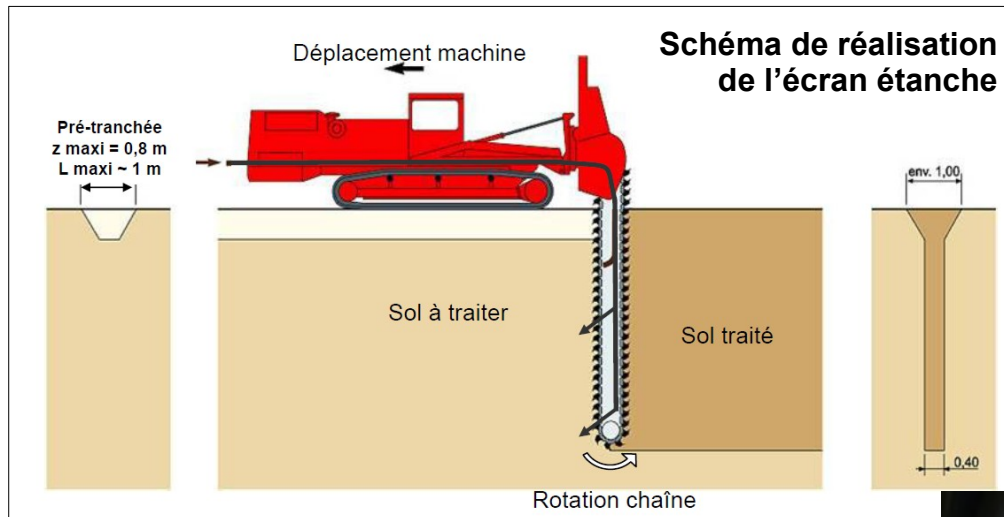 Schéma de réalisation
de l’écran étanche
Déplacement machine
Pré-tranchée
z maxi = 0,8 m
L maxi ~ 1 m
env. 1,00
Sol à traiter
Sol traité
0,40
Rotation chaîne